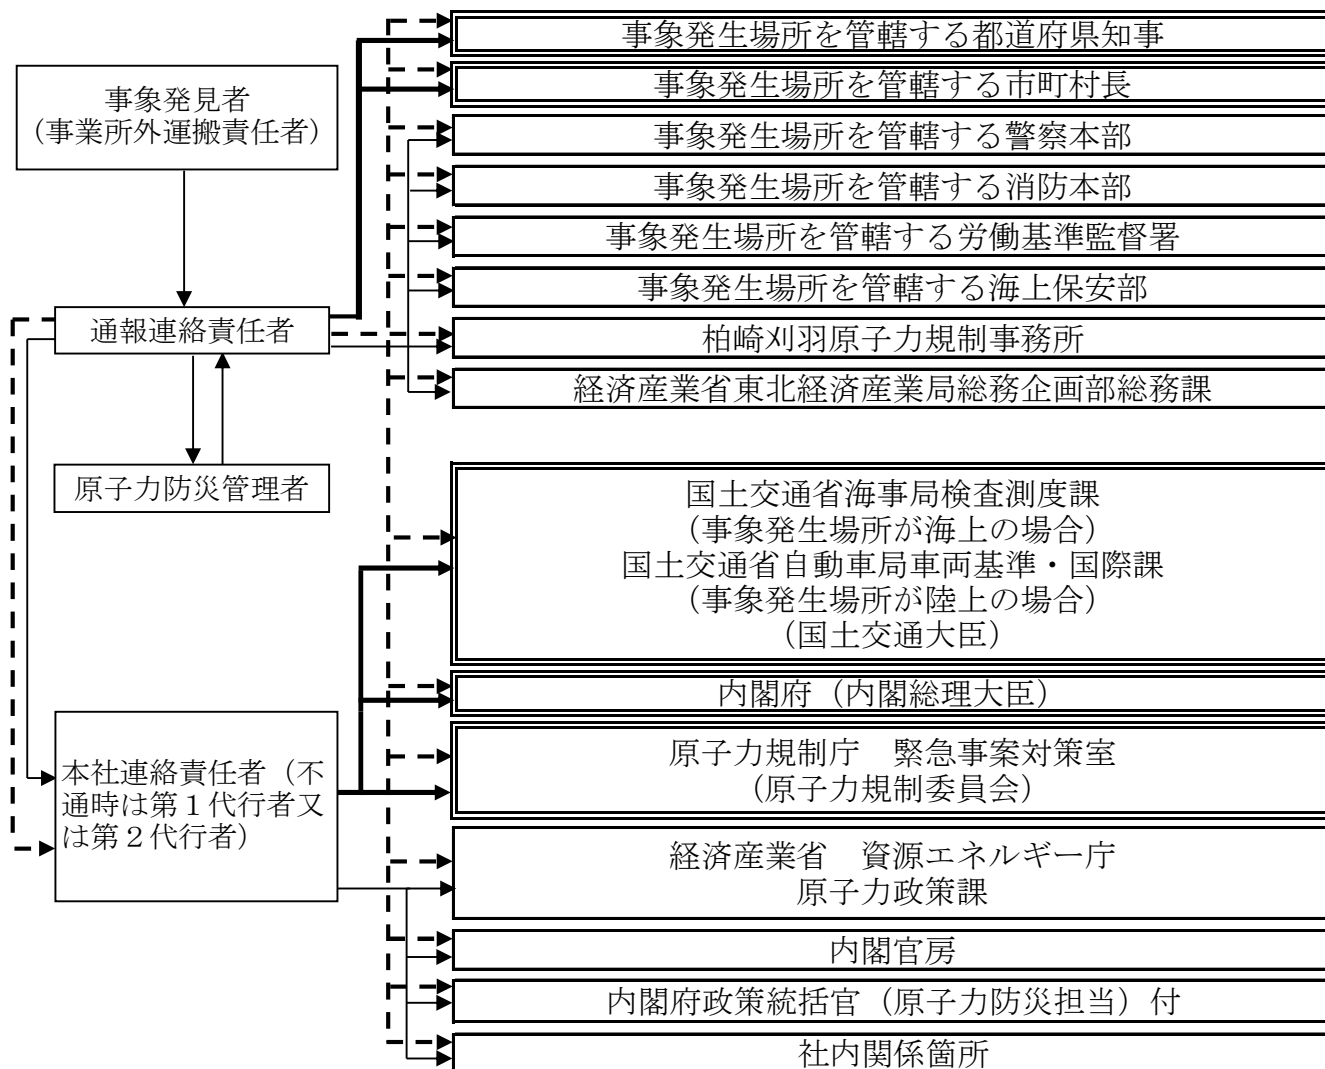 事象発生場所を管轄する都道府県知事
事象発見者
（事業所外運搬責任者）
事象発生場所を管轄する市町村長
事象発生場所を管轄する警察本部
事象発生場所を管轄する消防本部
事象発生場所を管轄する労働基準監督署
事象発生場所を管轄する海上保安部
通報連絡責任者
柏崎刈羽原子力規制事務所
経済産業省東北経済産業局総務企画部総務課
原子力防災管理者
国土交通省海事局検査測度課
（事象発生場所が海上の場合）
国土交通省自動車局車両基準・国際課
（事象発生場所が陸上の場合）
（国土交通大臣）
内閣府（内閣総理大臣）
本社連絡責任者（不
通時は第１代行者又
は第２代行者）
原子力規制庁　緊急事案対策室
（原子力規制委員会）
経済産業省　資源エネルギー庁
原子力政策課
内閣官房
内閣府政策統括官（原子力防災担当）付
社内関係箇所